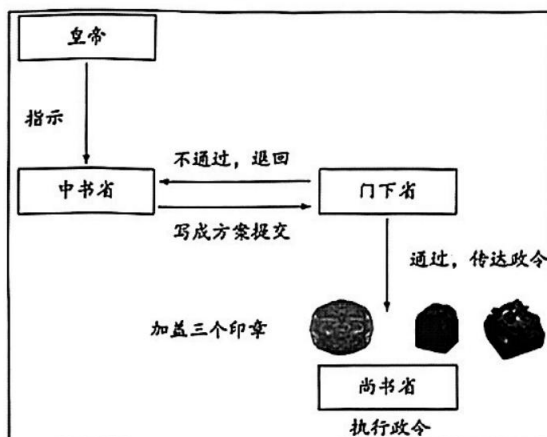 皇帝
指示
不通过，退回
中书省
门下省
写成方案提交
通过，传达政令
加盖三个印章
尚书省
执行政令